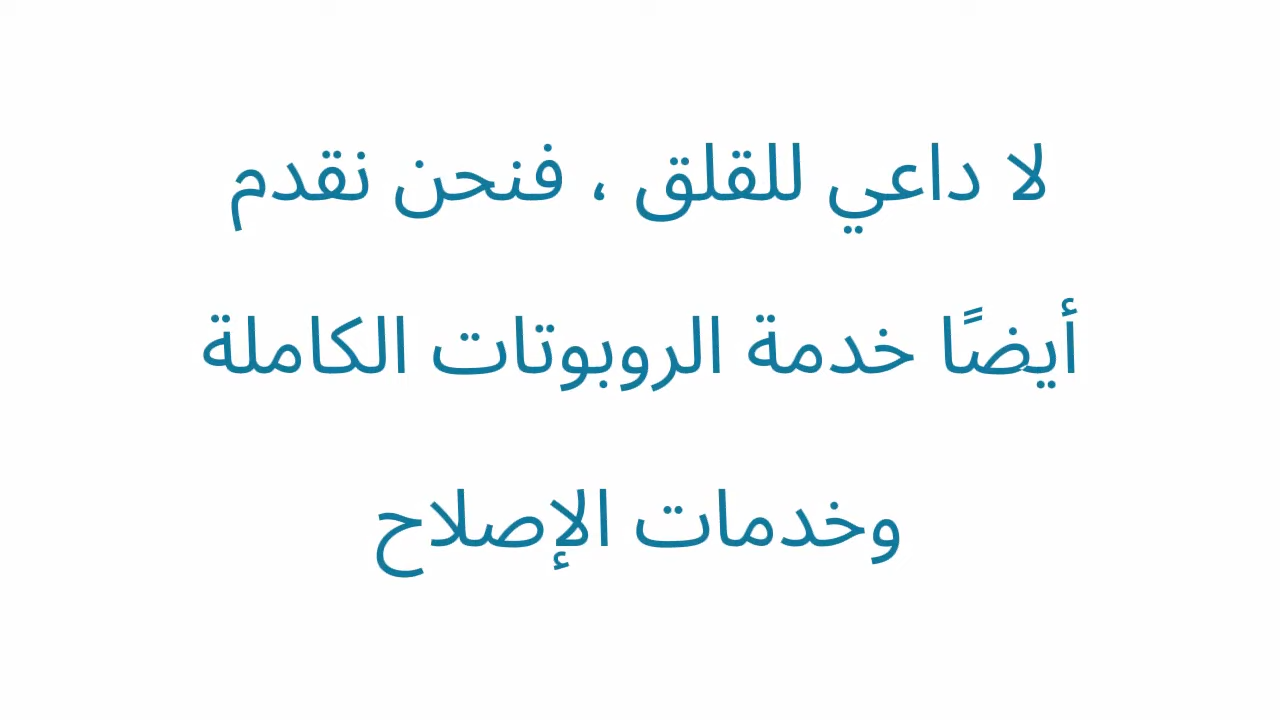 لا داعي للقلق ، فنحن نقدم
أيضًا خدمة الروبوتات الكاملة
وخدمات الإصلاح